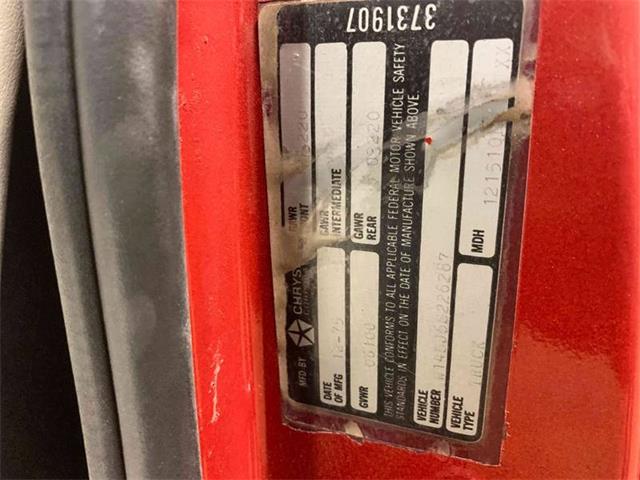 3731907
MFD BY
GAWR
GAWR
INTERMEDIATE
DATE
OF MFG
GAWR
REAR
GVWR
06100
THIS VEHICLE CONFORMS TO ALL APPLICABLE FEDERAL MOTOR VEHICLE SAFETY
STANDARDS IN EFFECT ON THE DATE OF MANUFACTURE SHOWN ABOVE.
VEHICLE
NUMBER
MDH
VEHICLE
TYPE
TRUCK